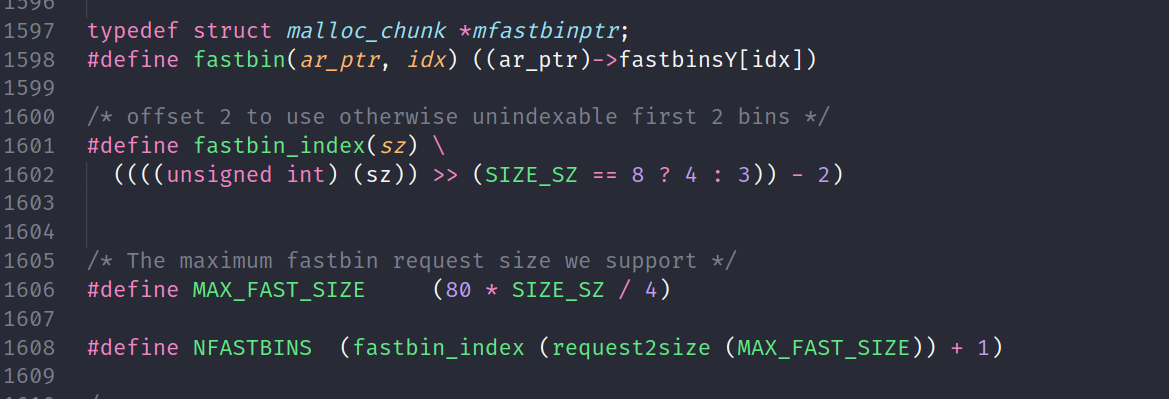 1596
1597 typedef struct malloc_chunk *mfastbinptr;
1598 #define fastbin(ar_ptr, idx) ((ar_ptr)->fastbinsY[idx])
1599
1600 /* offset 2 to use otherwise unindexable first 2 bins */
1601 #define fastbin_index(sz) \
1602 ((((unsigned int) (sz)) >> (SIZE_SZ == 8 ? 4 : 3)) - 2)
1603
1604
1605 /* The maximum fastbin request size we support */
1606 #define MAX_FAST_SIZE     (80 * SIZE_SZ / 4)
1607
1608 #define NFASTBINS  (fastbin_index (request2size (MAX_FAST_SIZE)) + 1)
1609